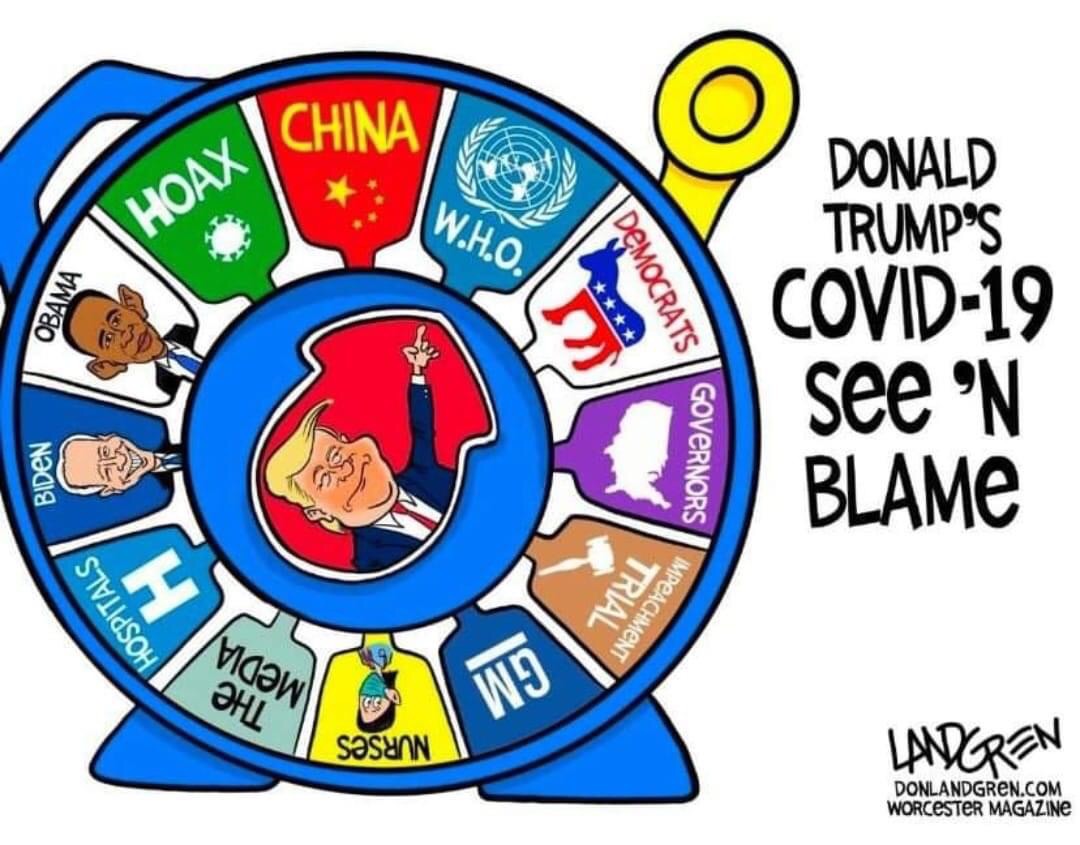 HOAX
CHINA
W.H.O.
DEMOCRATS
GOVERNORS
IMPEACHMENT
TRIAL
GM
NURSES
THE
MEDIA
H
HOSPITALS
BIDEN
OBAMA
DONALD
TRUMP'S
COVID-19
See 'N
BLAMe
LANDGREN
DONLANDGReN.COM
WORCeSTeR MAGAZINe